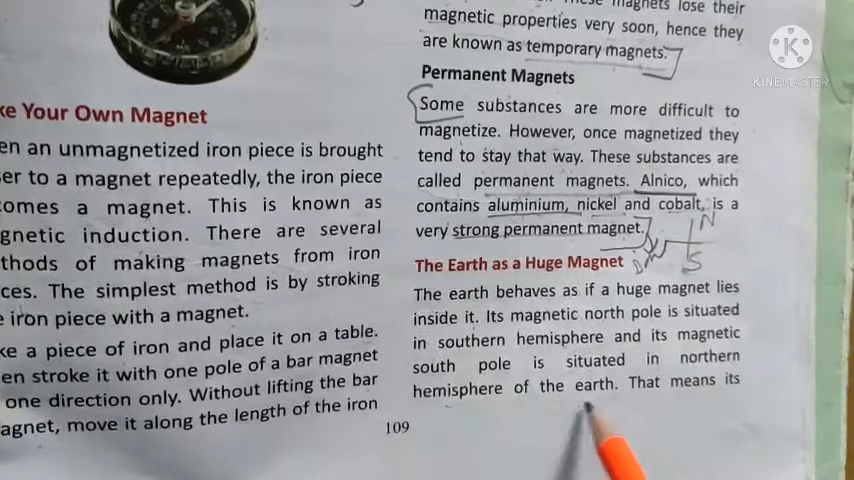 ke Your Own Magnet
en an unmagnetized iron piece is brought
ser to a magnet repeatedly, the iron piece
comes a magnet. This is known as
gnetic induction. There are several
thods of making magnets from iron
ces. The simplest method is by stroking
e iron piece with a magnet.
ke a piece of iron and place it on a table.
en stroke it with one pole of a bar magnet
one direction only. Without lifting the bar
agnet, move it along the length of the iron
magnets lose their
magnetic properties very soon, hence they
are known as temporary magnets.
Permanent Magnets
Some substances are more difficult to
magnetize. However, once magnetized they
tend to stay that way. These substances are
called permanent magnets. Alnico, which
contains aluminium, nickel and cobalt, is a
very strong permanent magnet.
N
S
The Earth as a Huge Magnet
The earth behaves as if a huge magnet lies
inside it. Its magnetic north pole is situated
in southern hemisphere and its magnetic
south pole is situated in northern
hemisphere of the earth. That means its
109
KINEMASTER